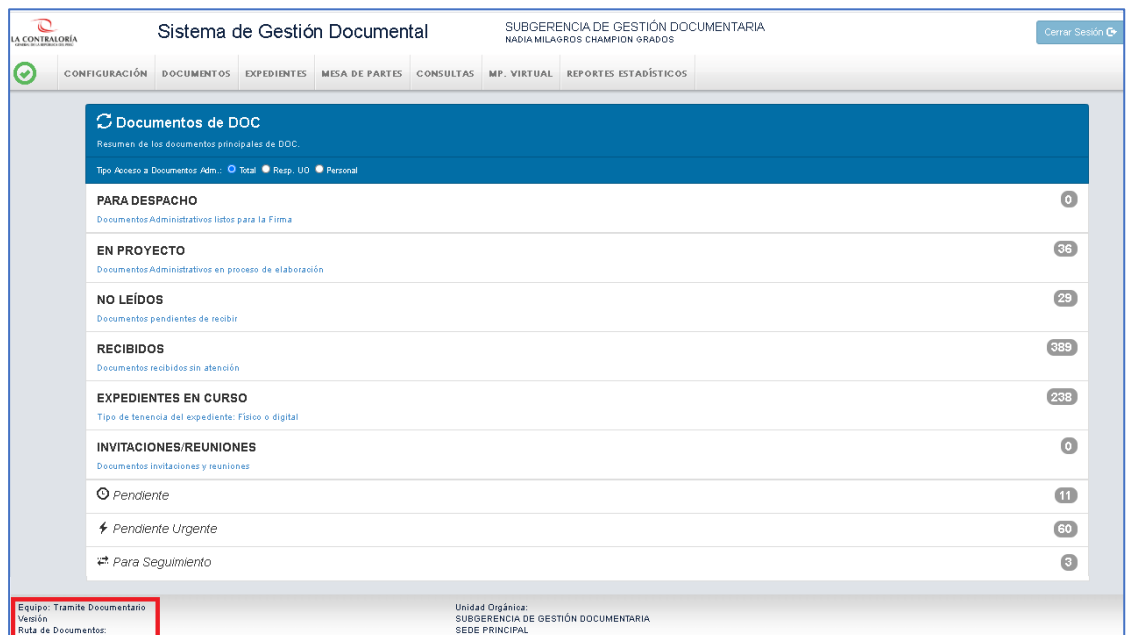 LA CONTRALORÍA
GENERAL DE LA REPÚBLICA DEL PERÚ
Sistema de Gestión Documental
SUBGERENCIA DE GESTIÓN DOCUMENTARIA
NADIA MILAGROS CHAMPION GRADOS
Cerrar Sesión
CONFIGURACIÓN DOCUMENTOS EXPEDIENTES MESA DE PARTES CONSULTAS MP. VIRTUAL REPORTES ESTADÍSTICOS
Documentos de DOC
Resumen de los documentos principales de DOC.
Tipo Acceso a Documentos Adm.: Total Resp. UO Personal
PARA DESPACHO 0
Documentos Administrativos listos para la Firma
EN PROYECTO 36
Documentos Administrativos en proceso de elaboración
NO LEÍDOS 29
Documentos pendientes de recibir
RECIBIDOS 389
Documentos recibidos sin atención
EXPEDIENTES EN CURSO 238
Tipo de tenencia del expediente: Físico o digital
INVITACIONES/REUNIONES 0
Documentos invitaciones y reuniones
Pendiente 11
Pendiente Urgente 60
Para Seguimiento 3
Equipo: Tramite Documentario
Versión
Ruta de Documentos:
Unidad Orgánica:
SUBGERENCIA DE GESTIÓN DOCUMENTARIA
SEDE PRINCIPAL